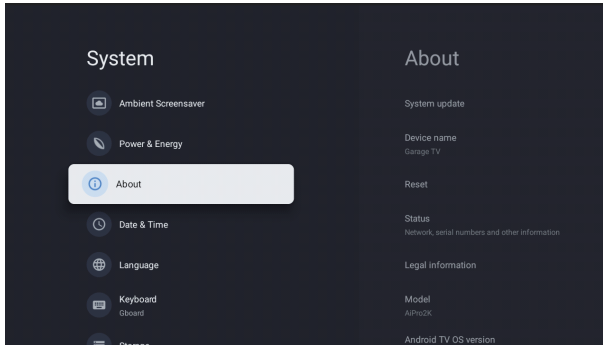 System
Ambient Screensaver
Power & Energy
About
Date & Time
Language
Keyboard
Gboard
Storage
About
System update
Device name
Garage TV
Reset
Status
Network, serial numbers and other information
Legal information
Model
AIPro2K
Android TV OS version